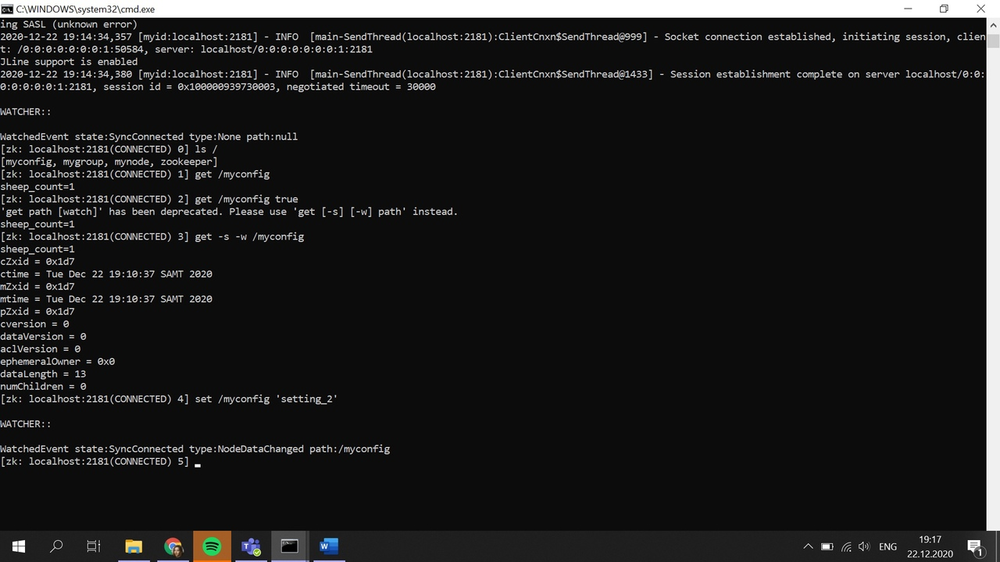 C:\WINDOWS\system32\cmd.exe
ing SASL (unknown error)
2020-12-22 19:14:34,357 [myid:localhost:2181] - INFO  [main-SendThread(localhost:2181):ClientCnxn$SendThread@999] - Socket connection established, initiating session, clien
t: /0:0:0:0:0:0:0:1:50584, server: localhost/0:0:0:0:0:0:0:1:2181
JLine support is enabled
2020-12-22 19:14:34,380 [myid:localhost:2181] - INFO  [main-SendThread(localhost:2181):ClientCnxn$SendThread@1433] - Session establishment complete on server localhost/0:0:
0:0:0:0:0:1:2181, session id = 0x100000939730003, negotiated timeout = 30000
WATCHER::
WatchedEvent state:SyncConnected type:None path:null
[zk: localhost:2181(CONNECTED) 0] ls /
[myconfig, mygroup, mynode, zookeeper]
[zk: localhost:2181(CONNECTED) 1] get /myconfig
sheep_count=1
[zk: localhost:2181(CONNECTED) 2] get /myconfig true
'get path [watch]' has been deprecated. Please use 'get [-s] [-w] path' instead.
sheep_count=1
[zk: localhost:2181(CONNECTED) 3] get -s -w /myconfig
sheep_count=1
cZxid = 0x1d7
ctime = Tue Dec 22 19:10:37 SAMT 2020
mZxid = 0x1d7
mtime = Tue Dec 22 19:10:37 SAMT 2020
pZxid = 0x1d7
cversion = 0
dataVersion = 0
aclVersion = 0
ephemeralOwner = 0x0
dataLength = 13
numChildren = 0
[zk: localhost:2181(CONNECTED) 4] set /myconfig 'setting_2'
WATCHER::
WatchedEvent state:SyncConnected type:NodeDataChanged path:/myconfig
[zk: localhost:2181(CONNECTED) 5]
ENG
19:17
22.12.2020
1